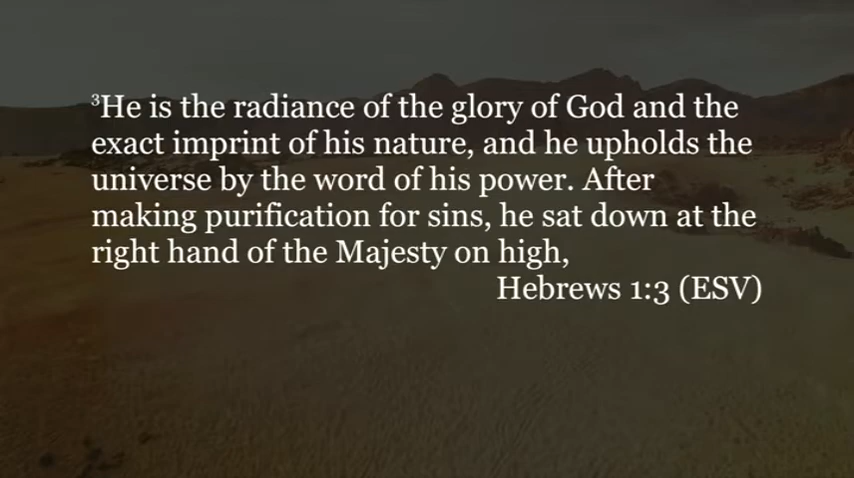 ³He is the radiance of the glory of God and the
exact imprint of his nature, and he upholds the
universe by the word of his power. After
making purification for sins, he sat down at the
right hand of the Majesty on high,
Hebrews 1:3 (ESV)